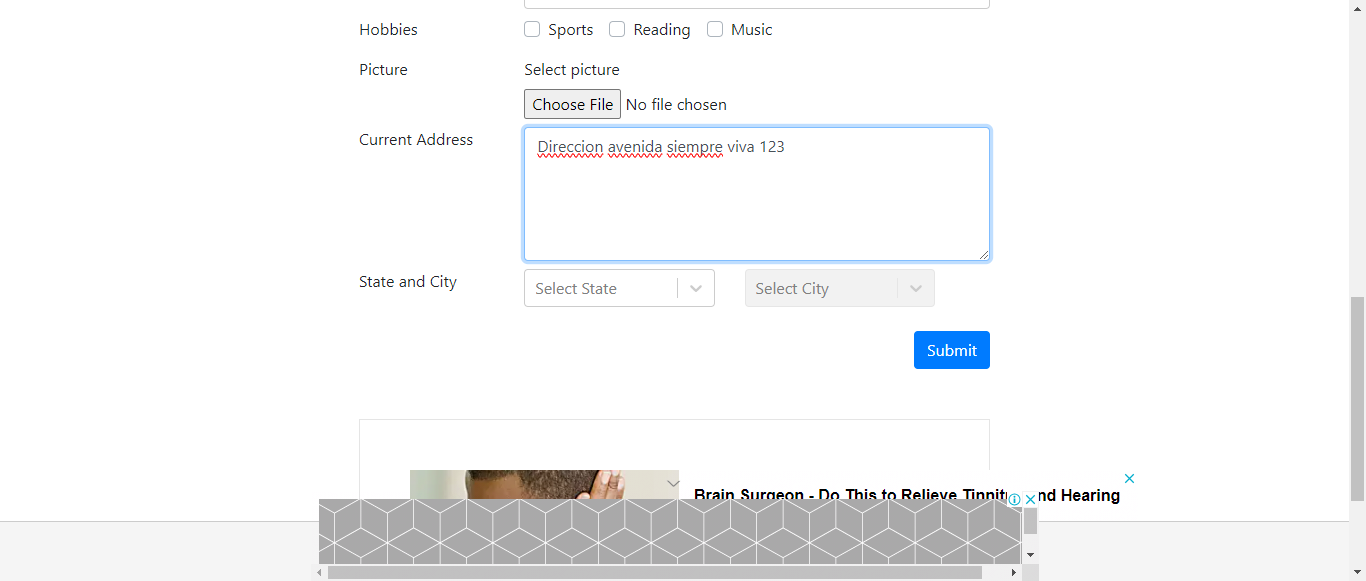 Hobbies Sports Reading Music
Picture Select picture
Choose File No file chosen
Current Address Direccion avenida siempre viva 123
State and City Select State Select City
Submit
Brain Surgeon - Do This to Relieve Tinnit nd Hearing